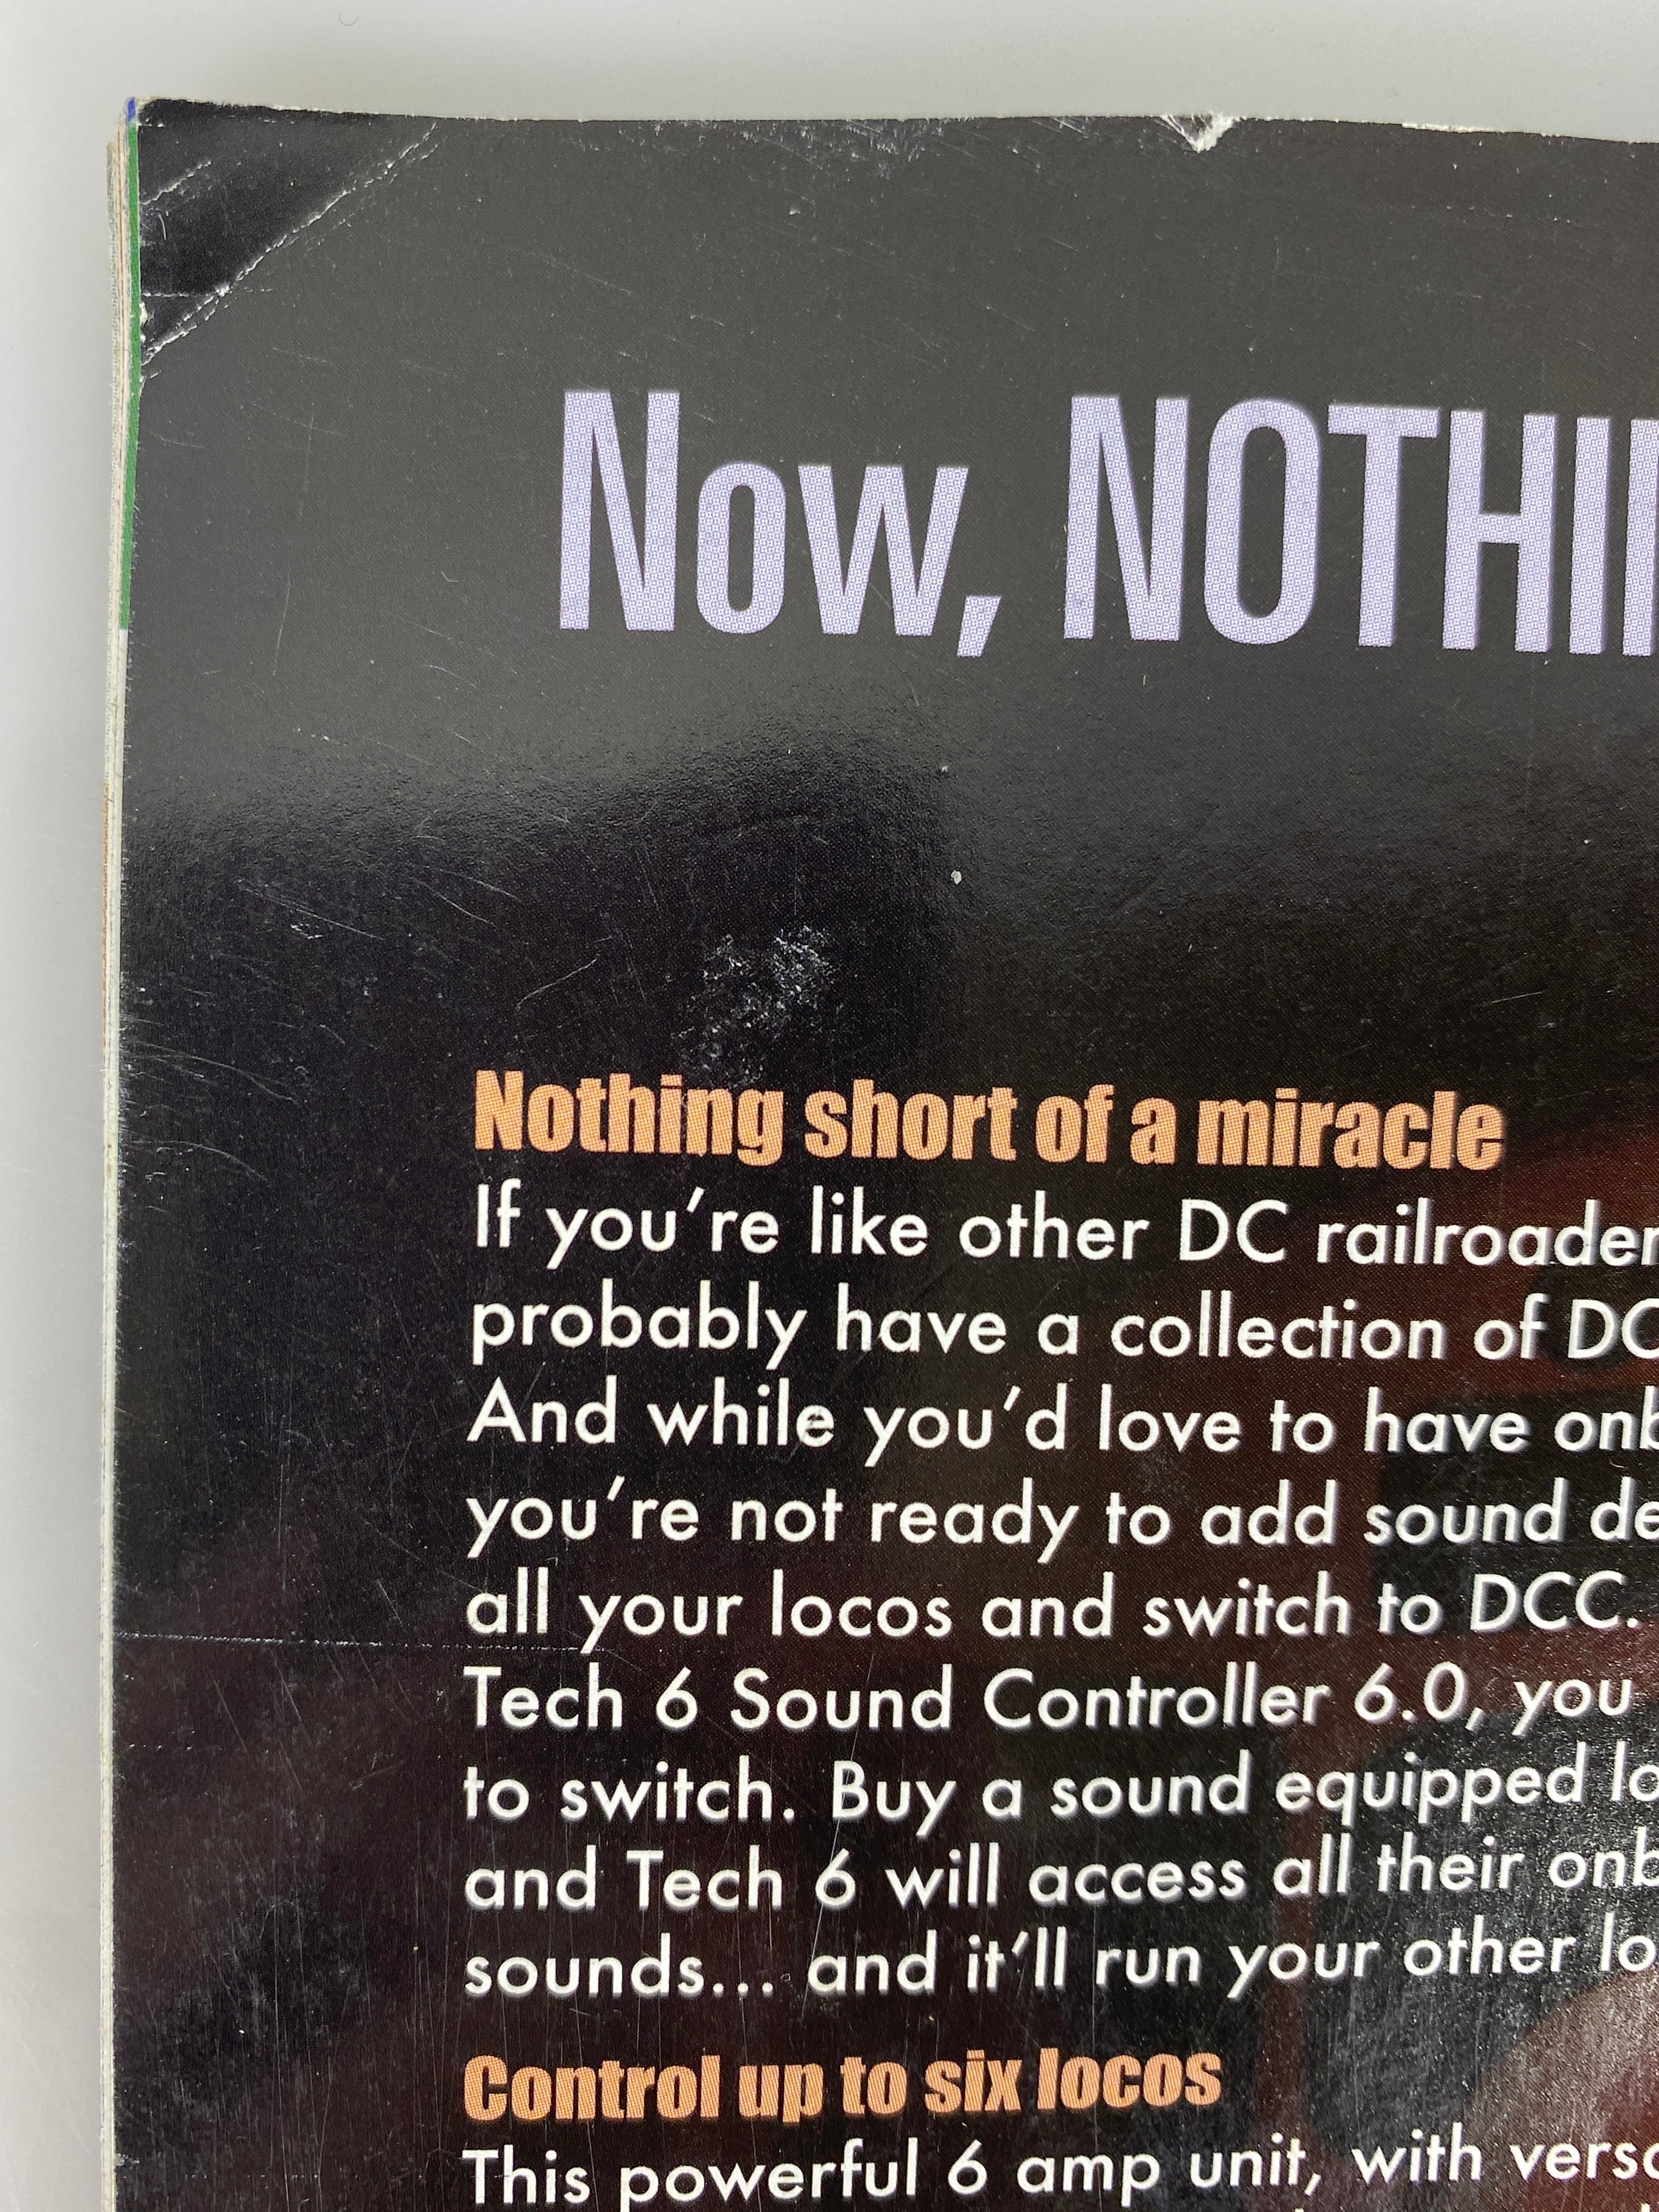 Now, NOTHIN
Nothing short of a miracle
If you're like other DC railroader
probably have a collection of DC
And while you'd love to have onb
you're not ready to add sound de
all your locos and switch to DCC.
Tech 6 Sound Controller 6.0, you
to switch. Buy a sound equipped lo
and Tech 6 will access all their onb
sounds... and it'll run your other lo
Control up to six locos
This powerful 6 amp unit, with versa